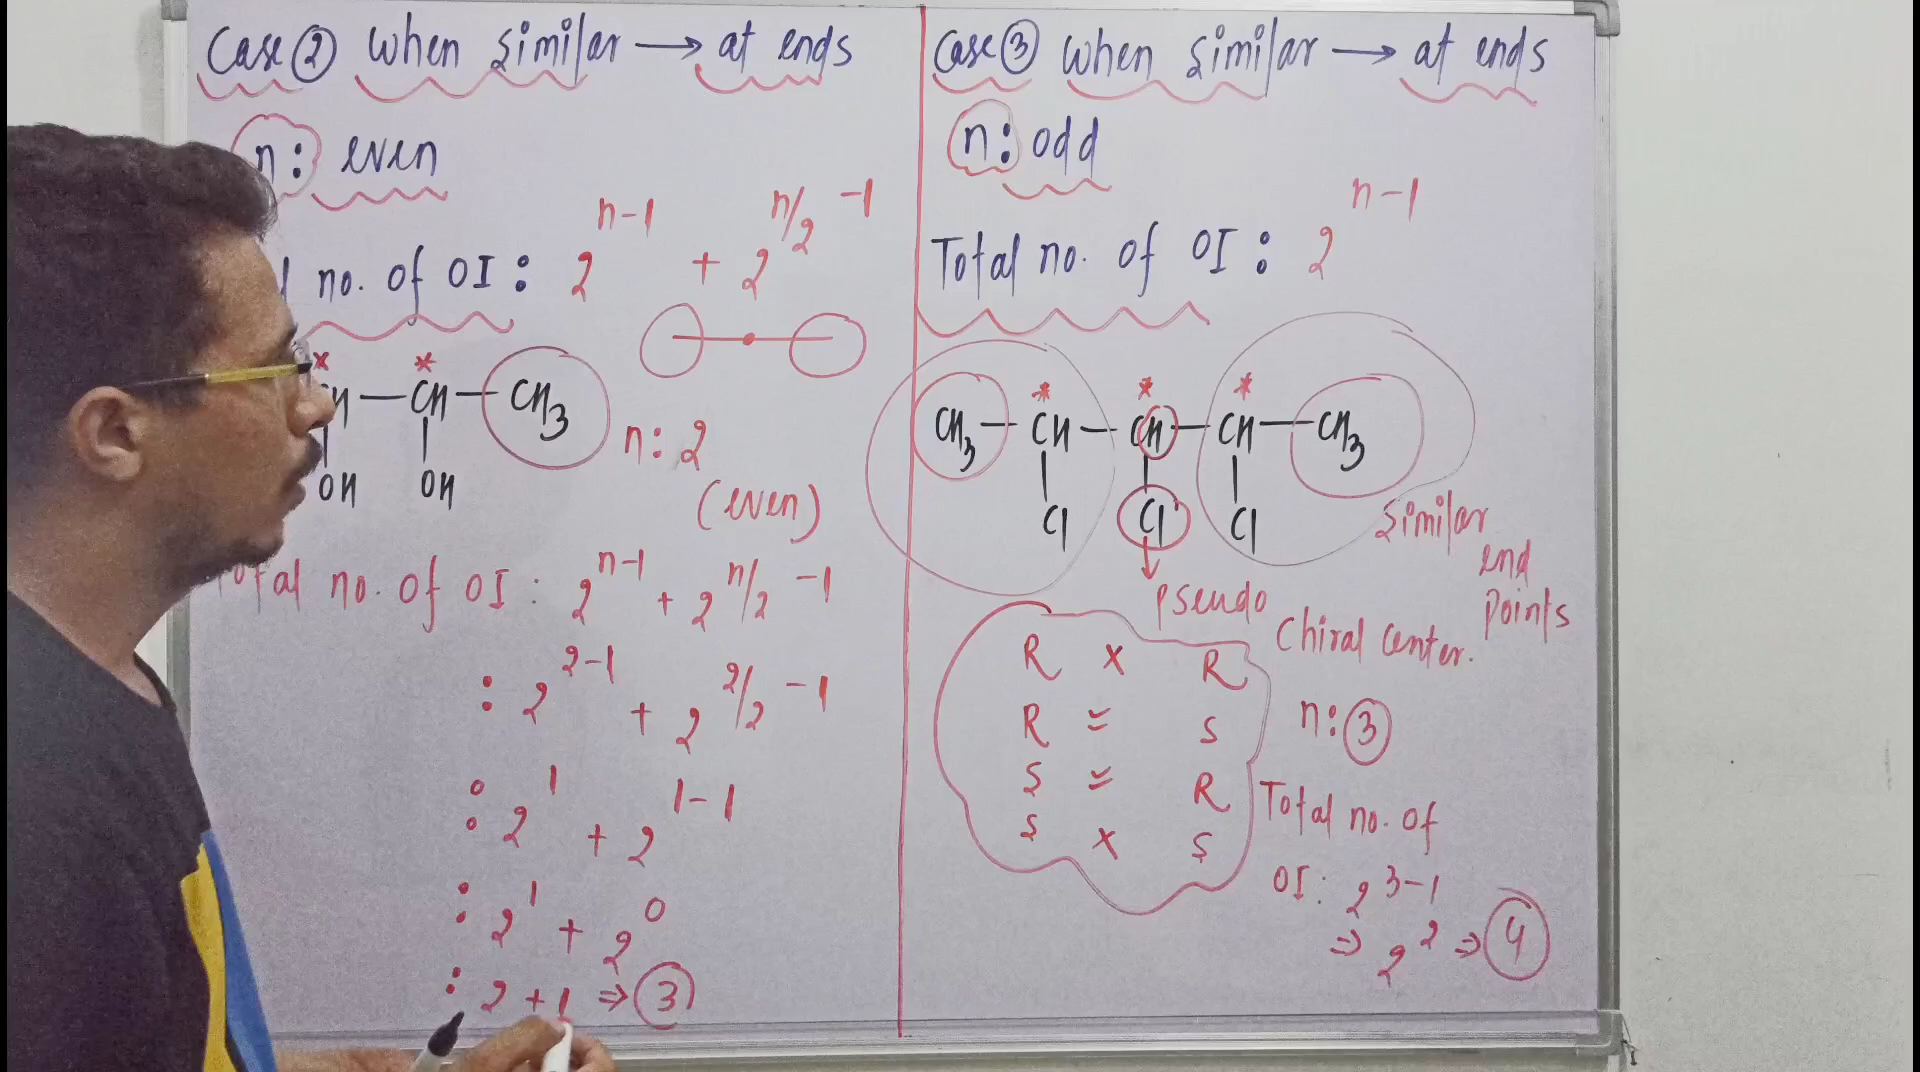 Case ② When similar → at ends
n: even
no. of OI: 2^(n-1) + 2^(n/2 -1)
* *
H — CH — CH3
OH OH
n: 2
(even)
Total no. of OI: 2^(n-1) + 2^(n/2 -1)
: 2^(2-1) + 2^(2/2 -1)
: 2^1 + 2^(1-1)
: 2^1 + 2^0
: 2 + 1 ⇒ 3
Case ③ When similar → at ends
n: odd
Total no. of OI: 2^(n-1)
* * *
CH3 — CH — CH — CH — CH3
Cl Cl Cl
Similar
end
points
↓
Pseudo
Chiral center.
R x R
R = S
S = R
S x S
n: 3
Total no. of
OI: 2^(3-1)
⇒ 2^2 ⇒ 4